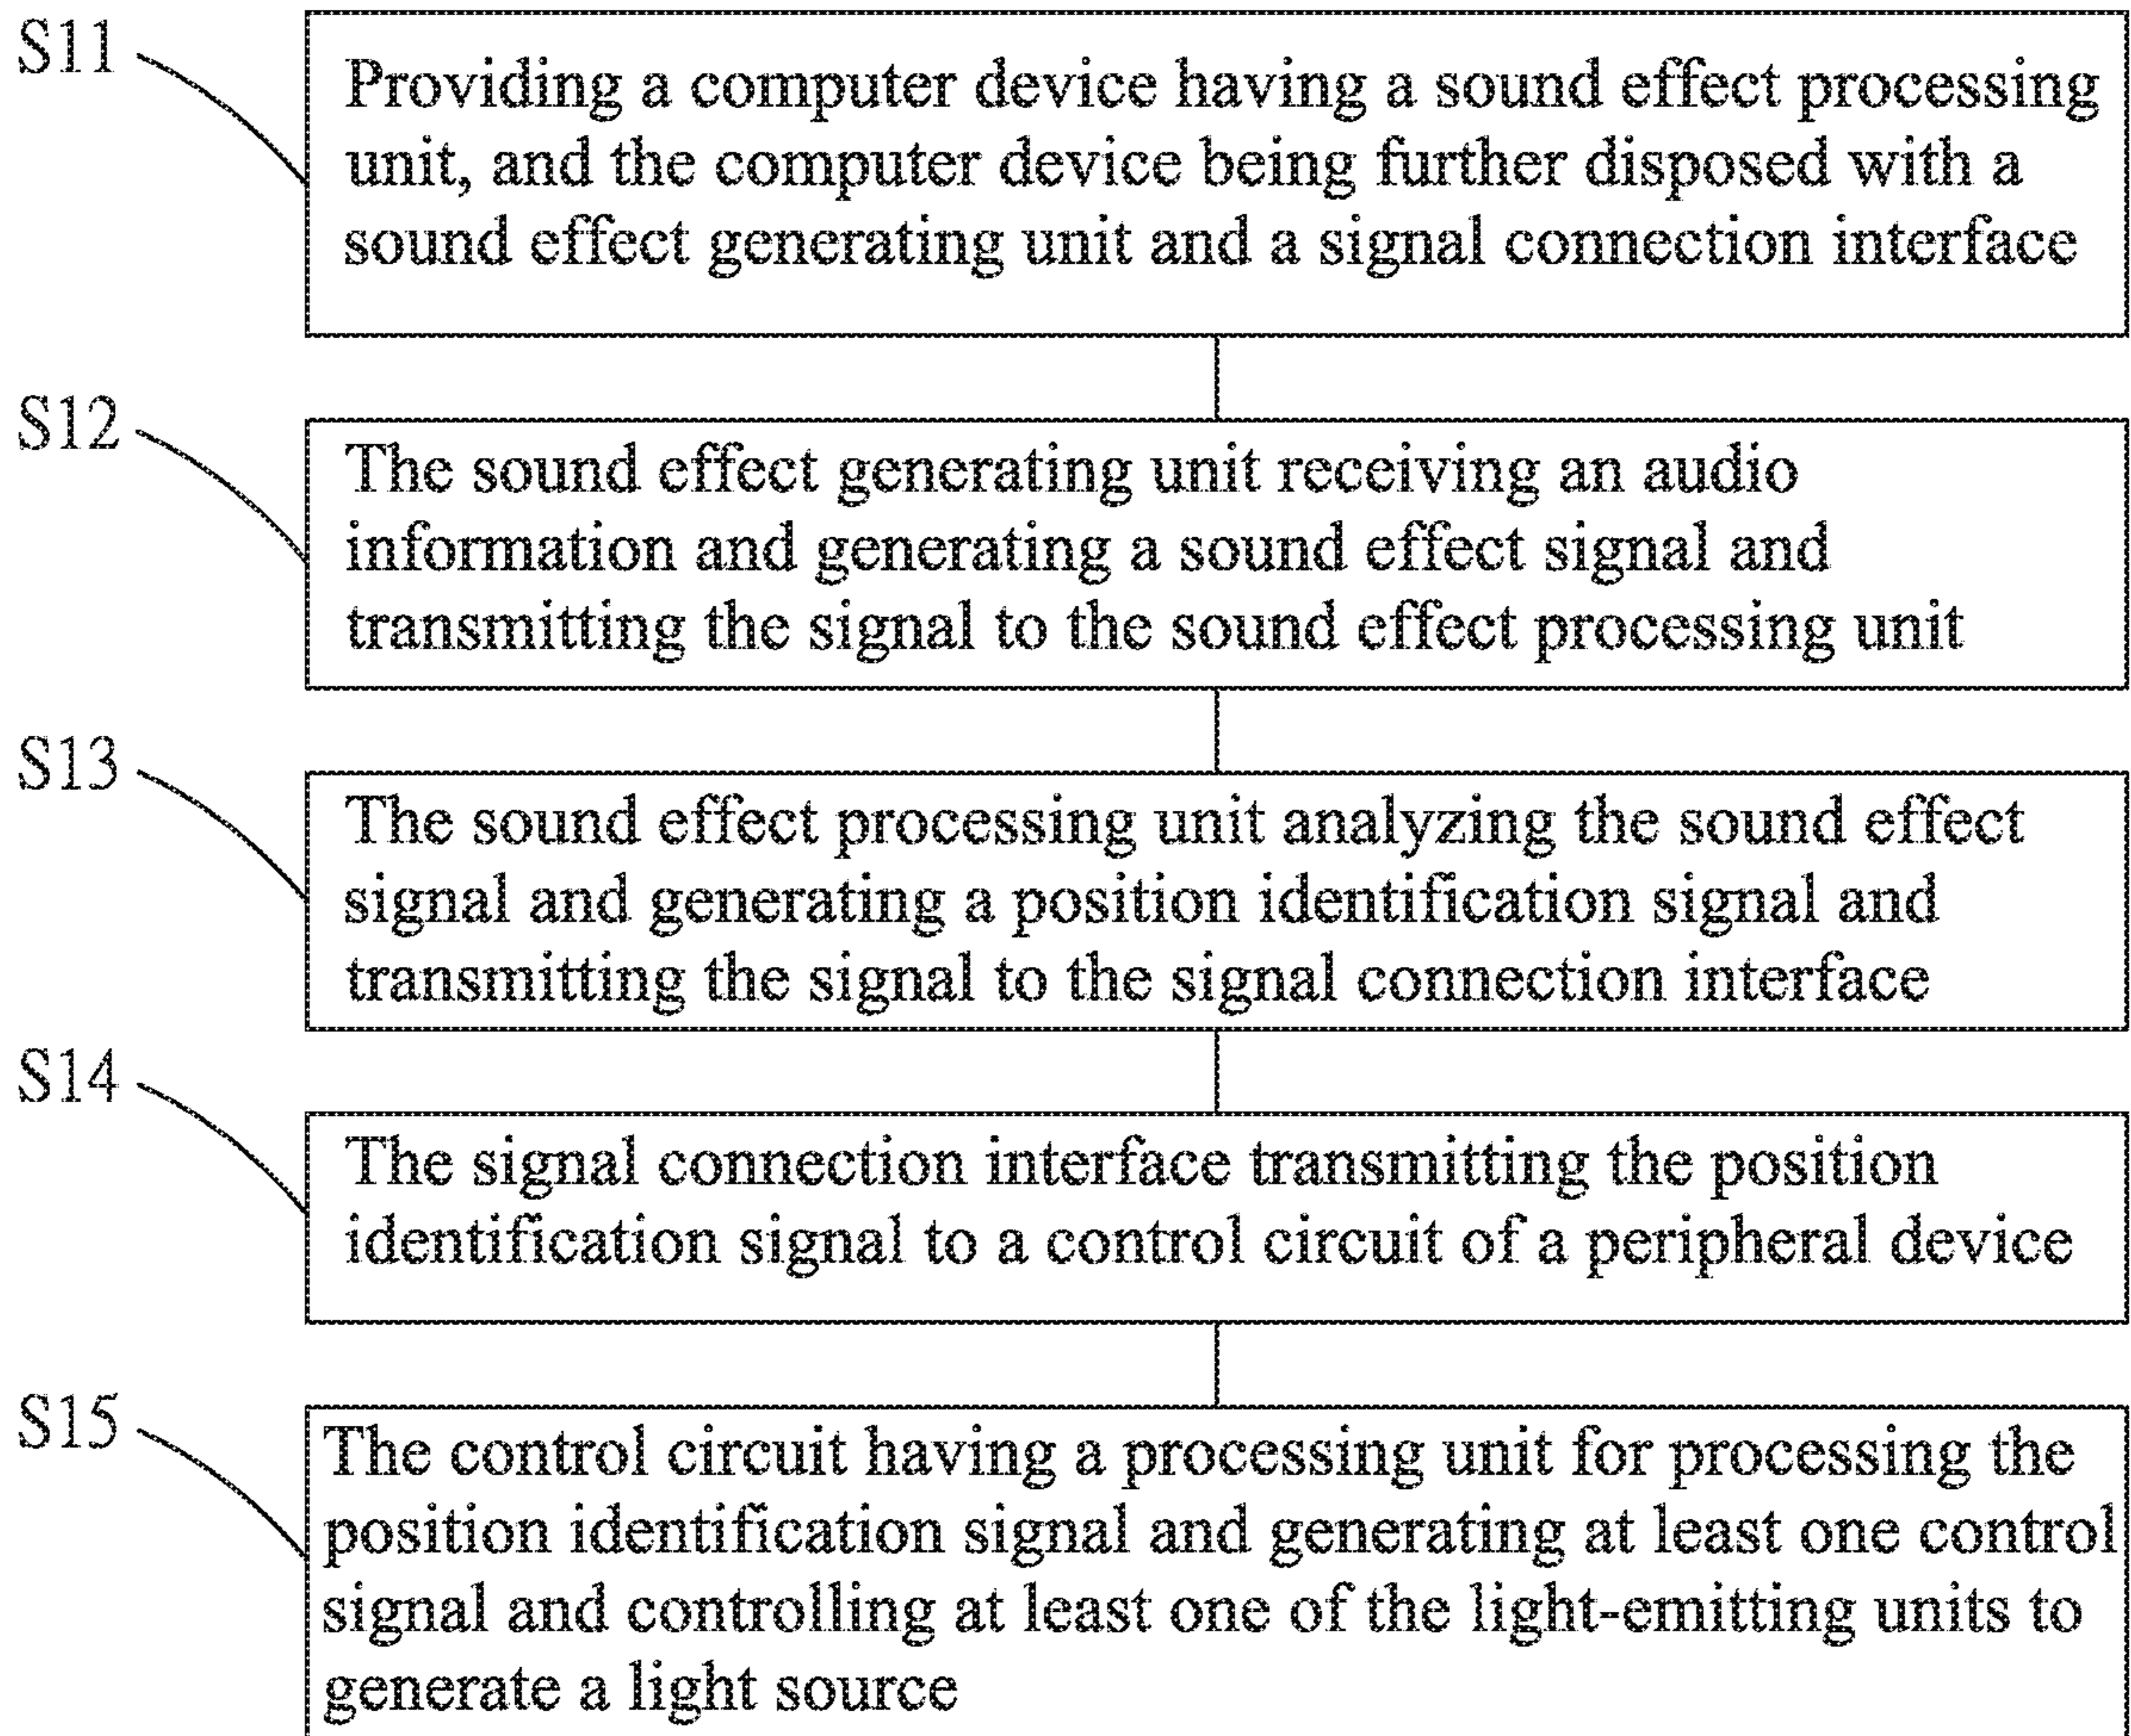 S11
Providing a computer device having a sound effect processing
unit, and the computer device being further disposed with a
sound effect generating unit and a signal connection interface
S12
The sound effect generating unit receiving an audio
information and generating a sound effect signal and
transmitting the signal to the sound effect processing unit
S13
The sound effect processing unit analyzing the sound effect
signal and generating a position identification signal and
transmitting the signal to the signal connection interface
S14
The signal connection interface transmitting the position
identification signal to a control circuit of a peripheral device
S15
The control circuit having a processing unit for processing the
position identification signal and generating at least one control
signal and controlling at least one of the light-emitting units to
generate a light source